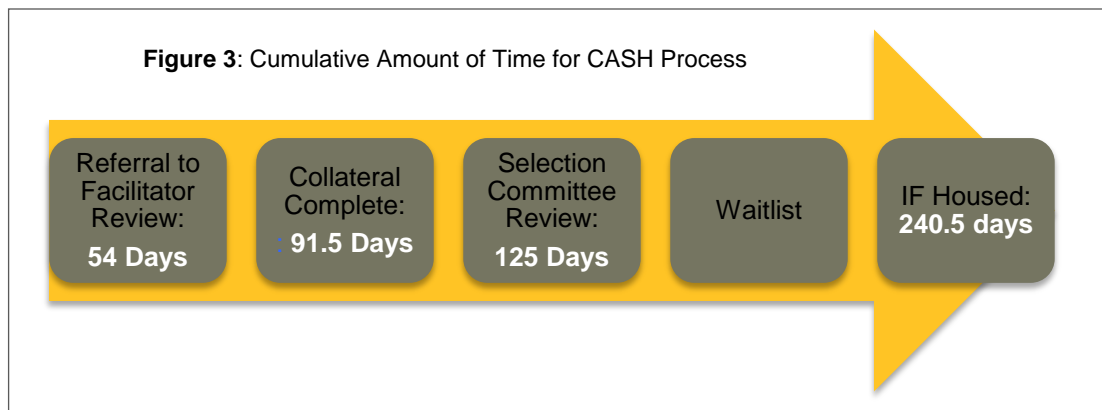 Figure 3: Cumulative Amount of Time for CASH Process
Referral to
Facilitator
Review:
54 Days
Collateral
Complete:
: 91.5 Days
Selection
Committee
Review:
125 Days
Waitlist
IF Housed:
240.5 days